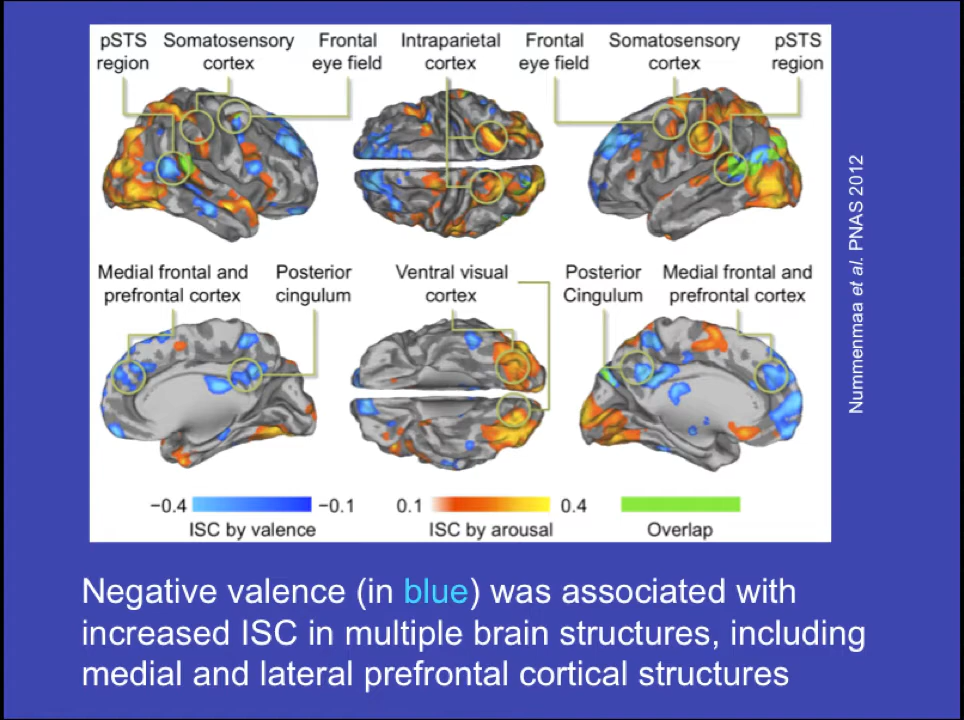 pSTS region
Somatosensory cortex
Frontal eye field
Intraparietal cortex
Frontal eye field
Somatosensory cortex
pSTS region
Medial frontal and prefrontal cortex
Posterior cingulum
Ventral visual cortex
Posterior Cingulum
Medial frontal and prefrontal cortex
−0.4 −0.1
ISC by valence
0.1 0.4
ISC by arousal
Overlap
Nummenmaa et al. PNAS 2012
Negative valence (in blue) was associated with
increased ISC in multiple brain structures, including
medial and lateral prefrontal cortical structures